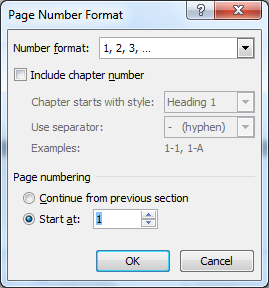 Page Number Format
Number format: 1, 2, 3, ...
Include chapter number
Chapter starts with style: Heading 1
Use separator: - (hyphen)
Examples: 1-1, 1-A
Page numbering
Continue from previous section
Start at: 1
OK Cancel